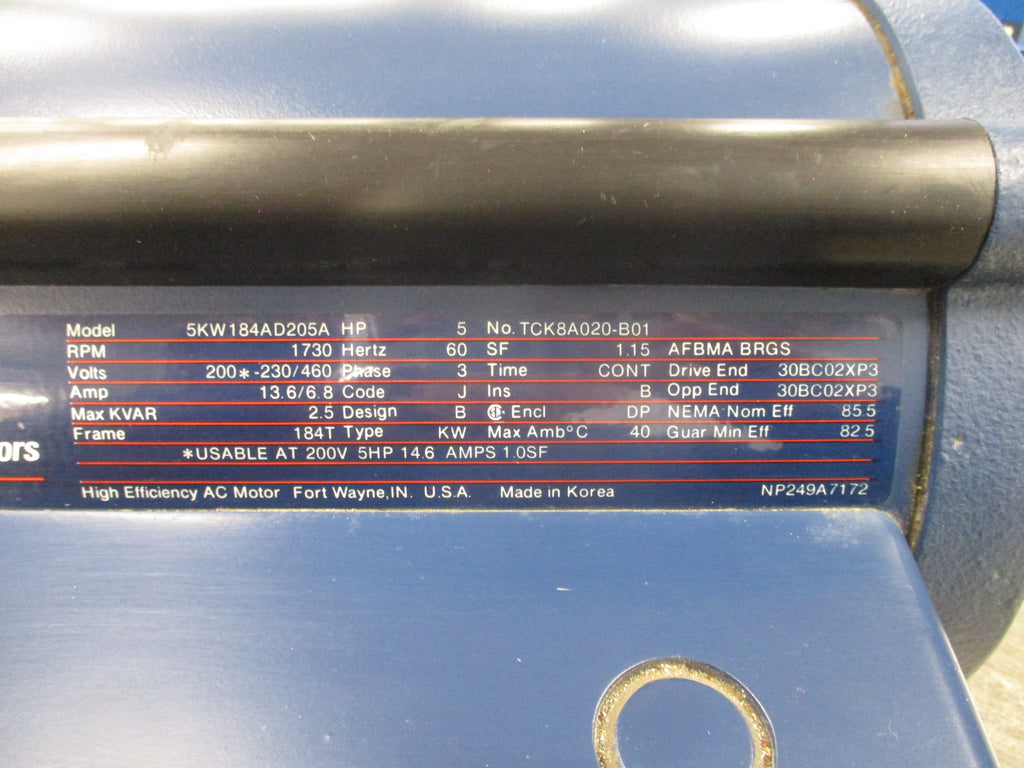 Model 5KW184AD205A HP 5 No. TCK8A020-B01
RPM 1730 Hertz 60 SF 1.15 AFBMA BRGS
Volts 200*-230/460 Phase 3 Time CONT Drive End 30BC02XP3
Amp 13.6/6.8 Code J Ins B Opp End 30BC02XP3
Max KVAR 2.5 Design B Encl DP NEMA Nom Eff 85.5
Frame 184T Type KW Max Amb°C 40 Guar Min Eff 82.5
*USABLE AT 200V 5HP 14.6 AMPS 1.0SF
ors
High Efficiency AC Motor Fort Wayne,IN. U.S.A. Made in Korea NP249A7172